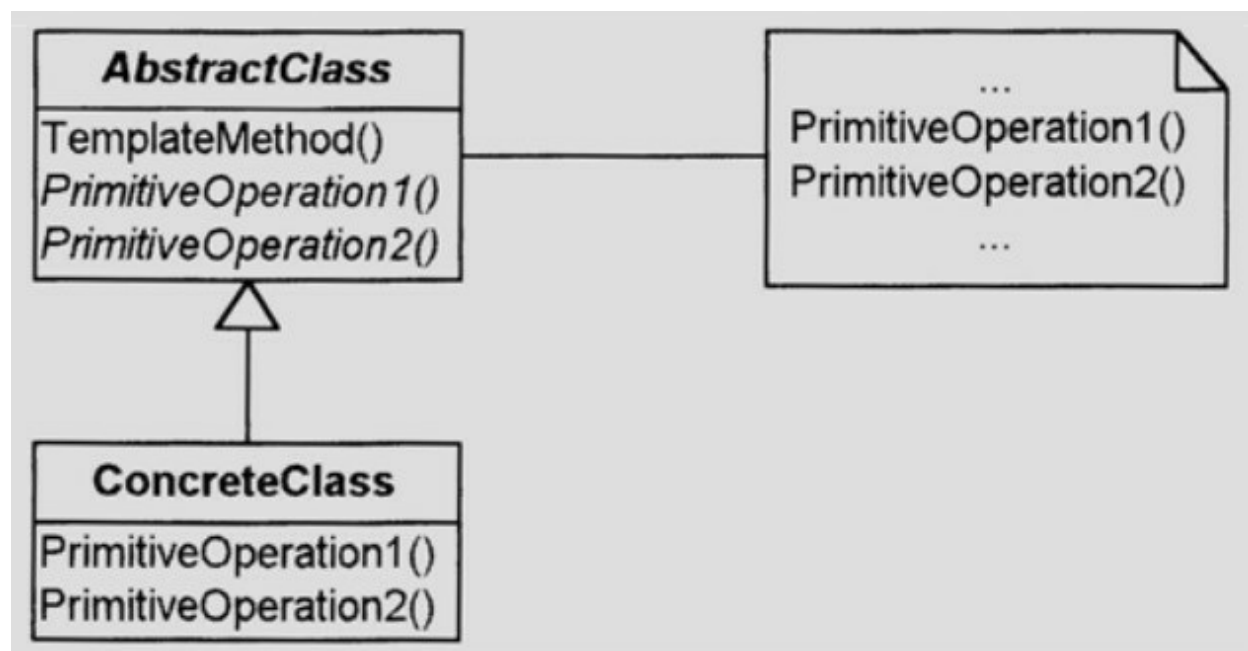 AbstractClass
TemplateMethod()
PrimitiveOperation1()
PrimitiveOperation2()
...
PrimitiveOperation1()
PrimitiveOperation2()
...
ConcreteClass
PrimitiveOperation1()
PrimitiveOperation2()